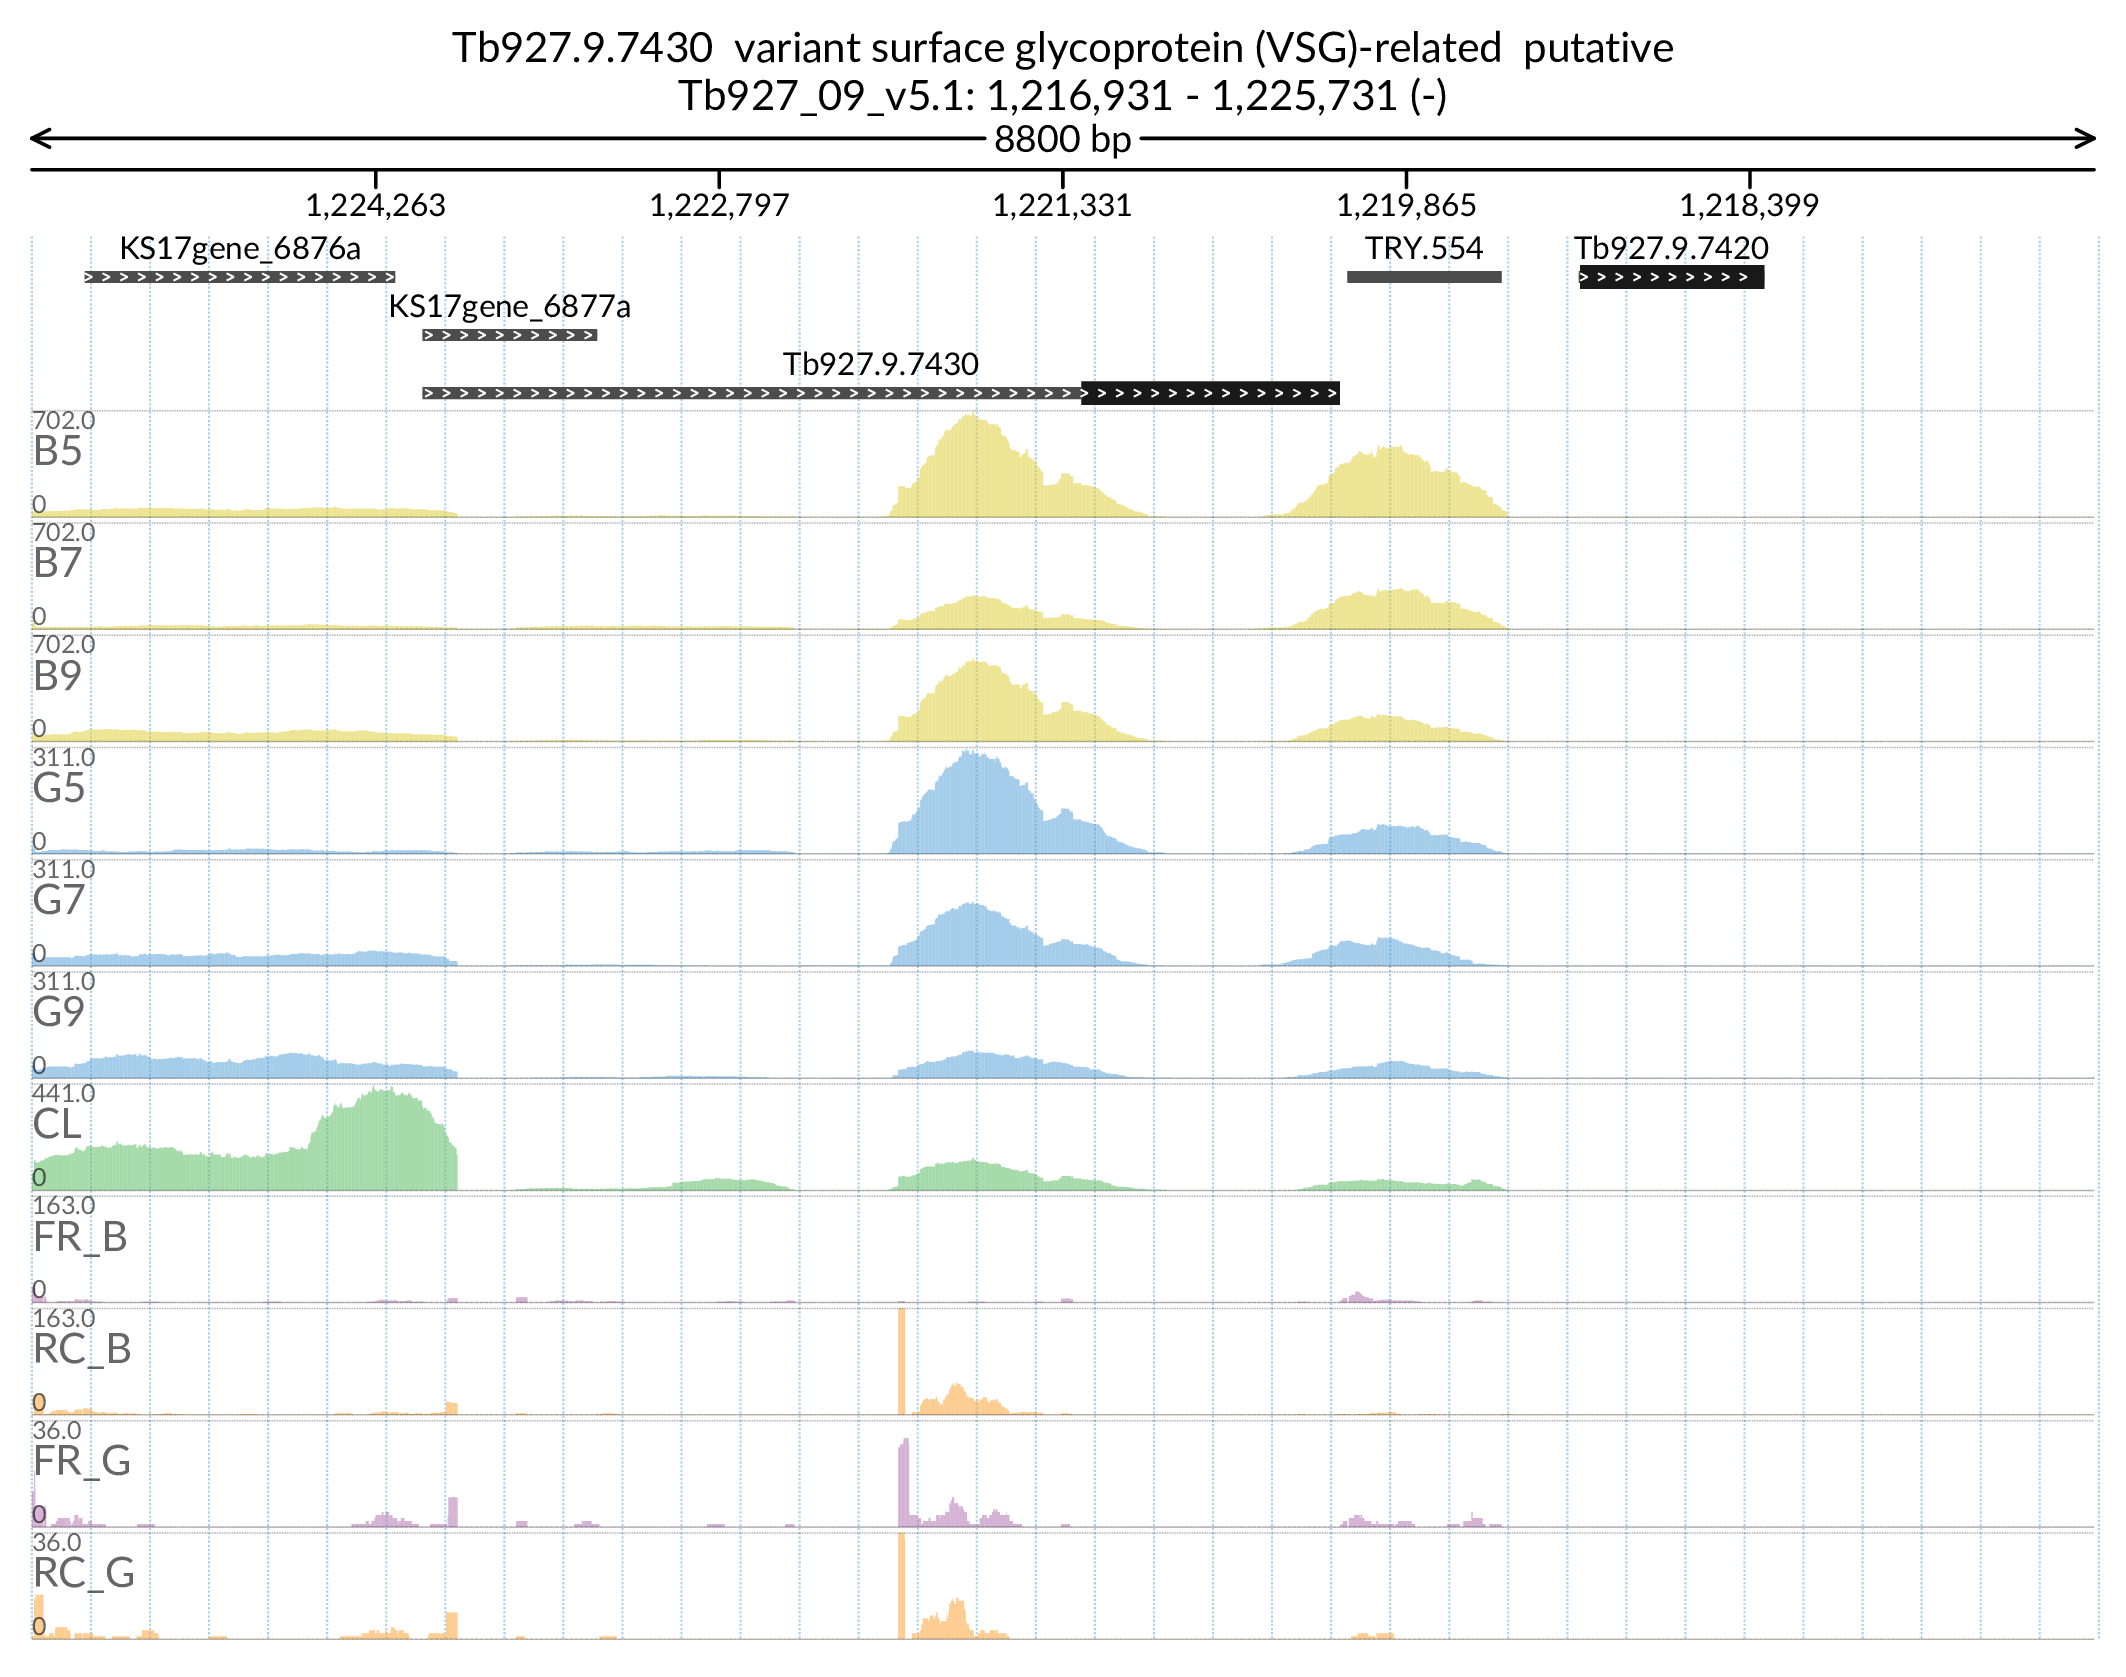 Tb927.9.7430 variant surface glycoprotein (VSG)-related putative
Tb927_09_v5.1: 1,216,931 - 1,225,731 (-)
8800 bp
1,224,263 1,222,797 1,221,331 1,219,865 1,218,399
KS17gene_6876a TRY.554 Tb927.9.7420
KS17gene_6877a
Tb927.9.7430
702.0
B5
0
702.0
B7
0
702.0
B9
0
311.0
G5
0
311.0
G7
0
311.0
G9
0
441.0
CL
0
163.0
FR_B
0
163.0
RC_B
0
36.0
FR_G
0
36.0
RC_G
0